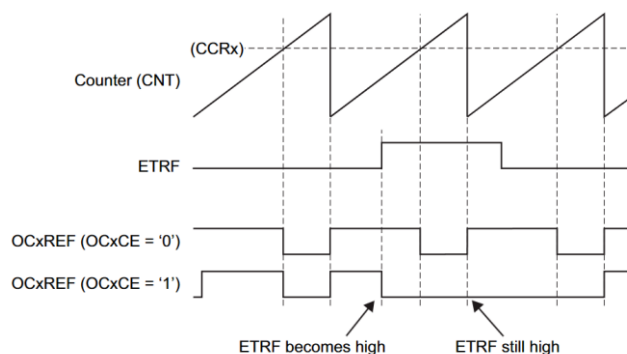 (CCRx)
Counter (CNT)
ETRF
OCxREF (OCxCE = ‘0’)
OCxREF (OCxCE = ‘1’)
ETRF becomes high
ETRF still high